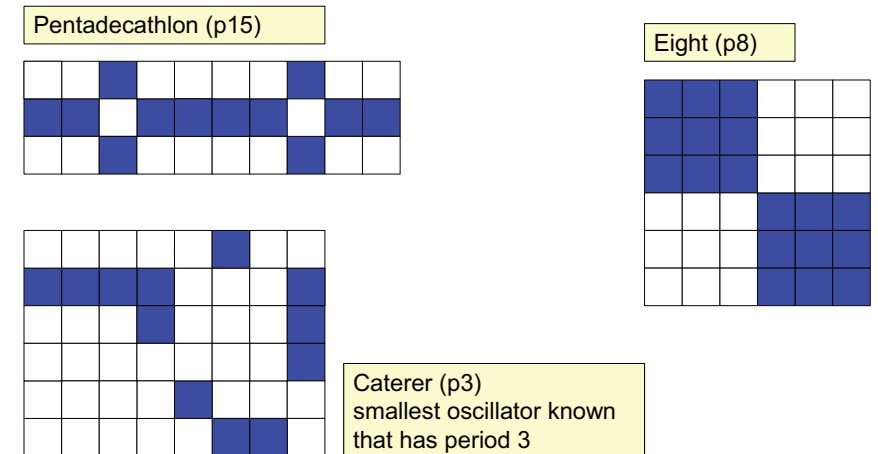 Pentadecathlon (p15)
Eight (p8)
Caterer (p3)
smallest oscillator known
that has period 3